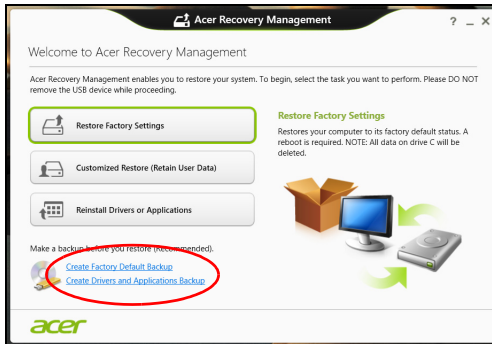 Acer Recovery Management
? _ X
Welcome to Acer Recovery Management
Acer Recovery Management enables you to restore your system. To begin, select the task you want to perform. Please DO NOT
remove the USB device while proceeding.
Restore Factory Settings
Customized Restore (Retain User Data)
Reinstall Drivers or Applications
Restore Factory Settings
Restores your computer to its factory default status. A
reboot is required. NOTE: All data on drive C will be
deleted.
Make a backup before you restore (Recommended).
Create Factory Default Backup
Create Drivers and Applications Backup
acer